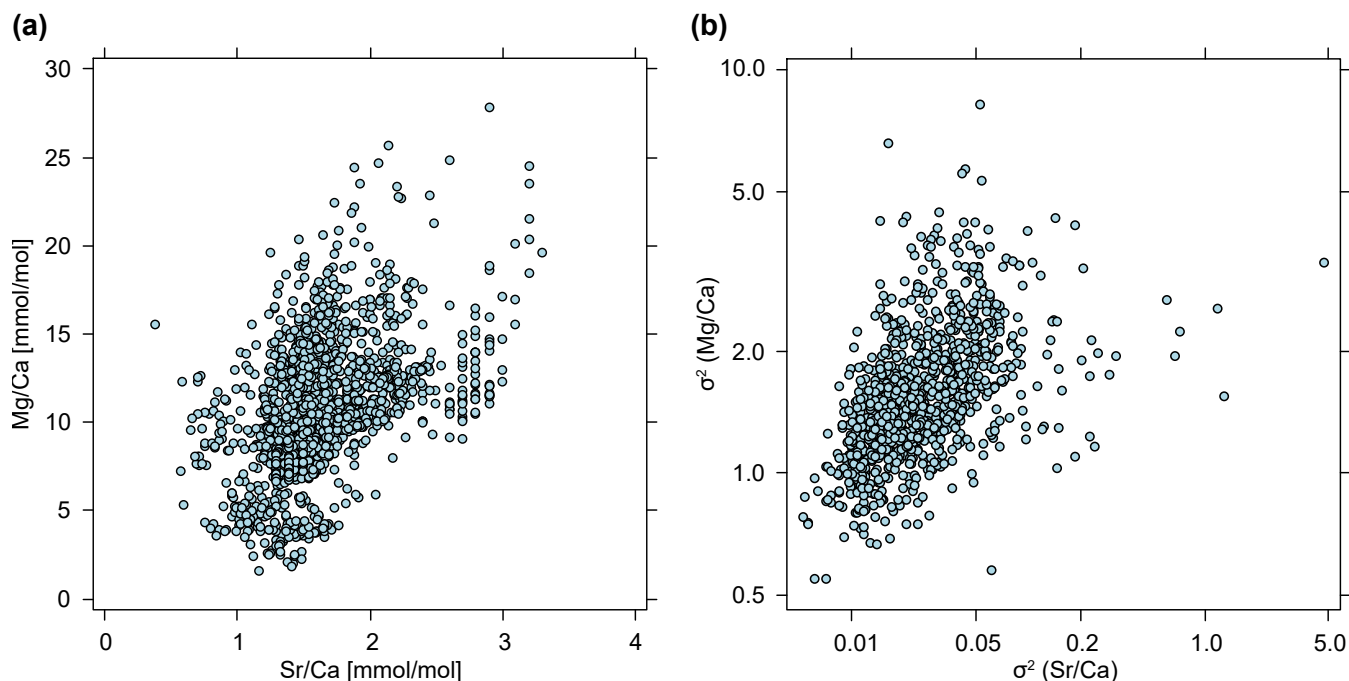 (a)
30
25
20
15
10
5
0
Mg/Ca [mmol/mol]
0 1 2 3 4
Sr/Ca [mmol/mol]
(b)
10.0
5.0
2.0
1.0
0.5
σ² (Mg/Ca)
0.01 0.05 0.2 1.0 5.0
σ² (Sr/Ca)